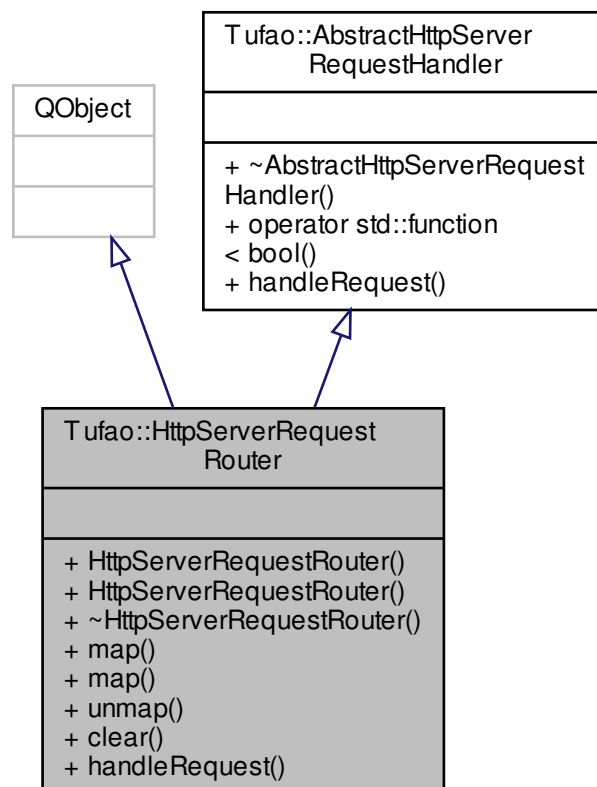 Tufao::AbstractHttpServer
RequestHandler
QObject
+ ~AbstractHttpServerRequest
Handler()
+ operator std::function
< bool()
+ handleRequest()
Tufao::HttpServerRequest
Router
+ HttpServerRequestRouter()
+ HttpServerRequestRouter()
+ ~HttpServerRequestRouter()
+ map()
+ map()
+ unmap()
+ clear()
+ handleRequest()